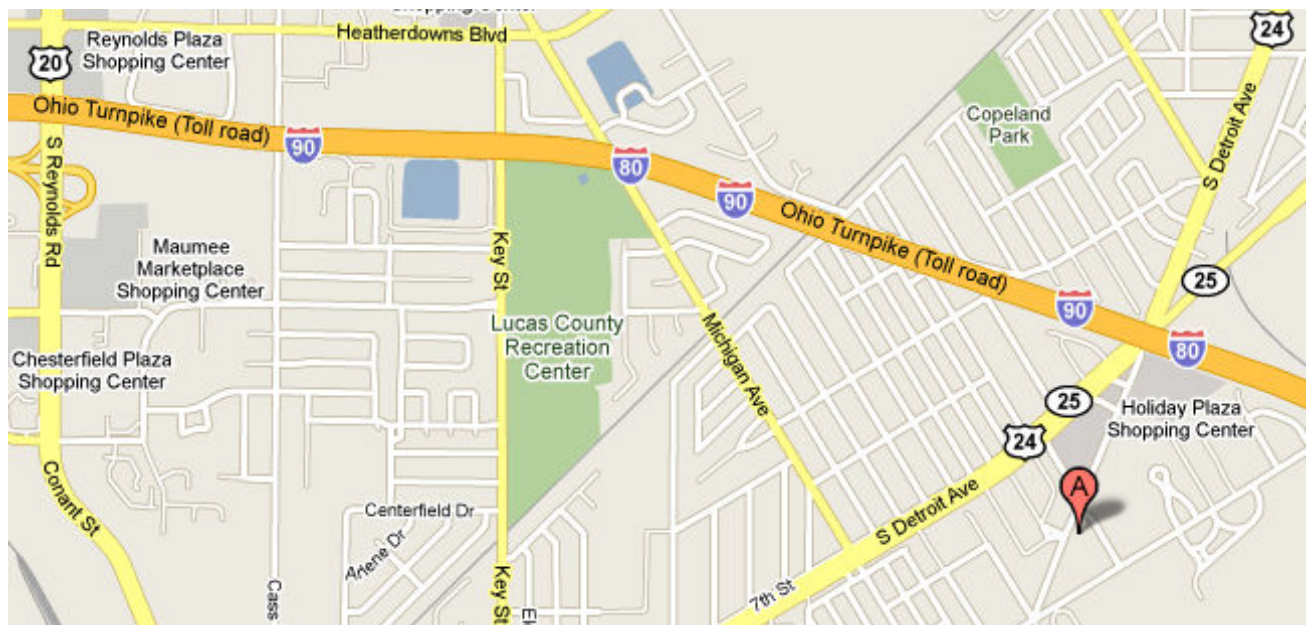 Shopping Center
Heatherdowns Blvd
24
Reynolds Plaza
Shopping Center
20
Ohio Turnpike (Toll road)
90
80
90
Copeland
Park
S Detroit Ave
S Reynolds Rd
Ohio Turnpike (Toll road)
Maumee
Marketplace
Shopping Center
Key St
25
90
80
Lucas County
Recreation
Center
Michigan Ave
Chesterfield Plaza
Shopping Center
25
Holiday Plaza
Shopping Center
24
A
Conant St
Centerfield Dr
Arlene Dr
S Detroit Ave
Cass
Key St
7th St